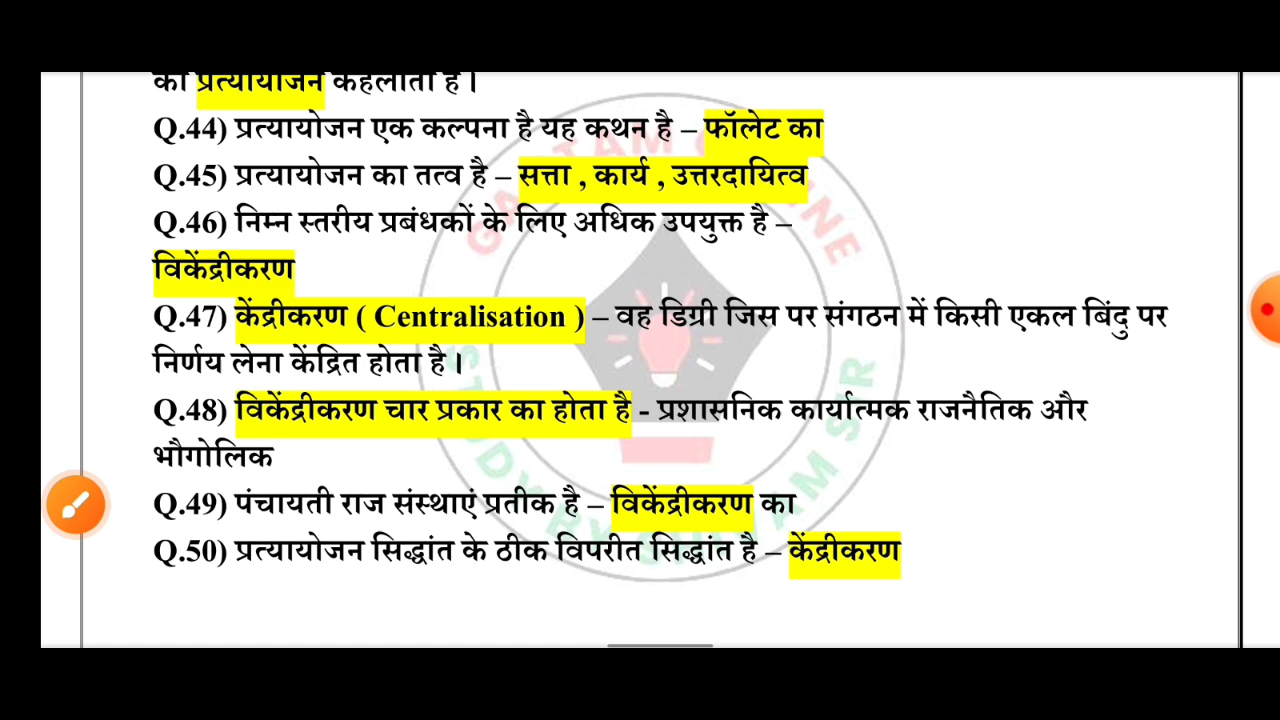 का प्रत्यायोजन कहलाता है।
Q.44) प्रत्यायोजन एक कल्पना है यह कथन है – फॉलेट का
Q.45) प्रत्यायोजन का तत्व है – सत्ता , कार्य , उत्तरदायित्व
Q.46) निम्न स्तरीय प्रबंधकों के लिए अधिक उपयुक्त है –
विकेंद्रीकरण
Q.47) केंद्रीकरण ( Centralisation ) – वह डिग्री जिस पर संगठन में किसी एकल बिंदु पर
निर्णय लेना केंद्रित होता है।
Q.48) विकेंद्रीकरण चार प्रकार का होता है - प्रशासनिक कार्यात्मक राजनैतिक और
भौगोलिक
Q.49) पंचायती राज संस्थाएं प्रतीक है – विकेंद्रीकरण का
Q.50) प्रत्यायोजन सिद्धांत के ठीक विपरीत सिद्धांत है – केंद्रीकरण